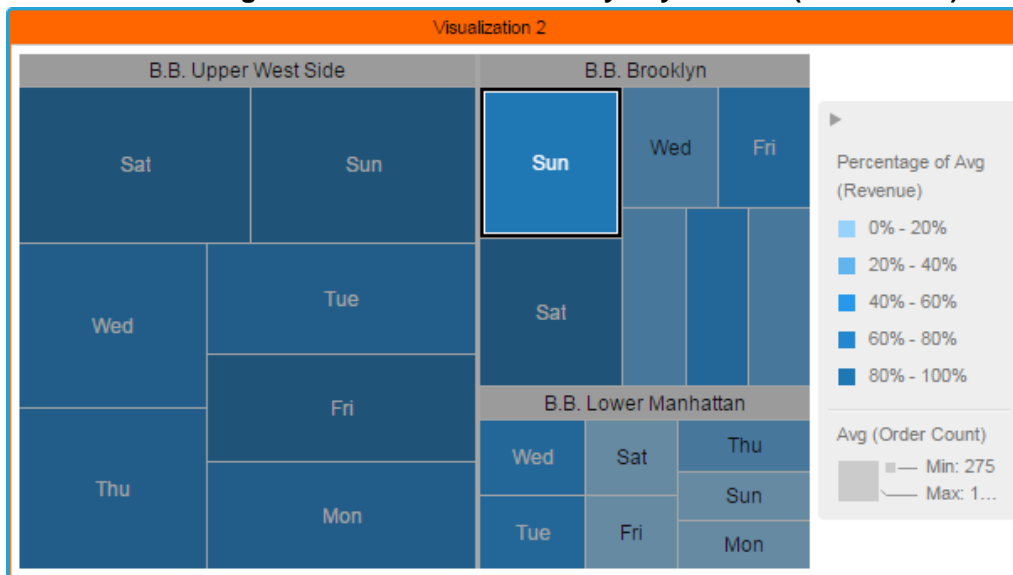 Visualization 2
B.B. Upper West Side
B.B. Brooklyn
Sat
Sun
Sun
Wed
Fri
Percentage of Avg
(Revenue)
0% - 20%
20% - 40%
40% - 60%
60% - 80%
80% - 100%
Wed
Tue
Sat
Fri
Thu
Mon
B.B. Lower Manhattan
Wed
Sat
Thu
Sun
Tue
Fri
Mon
Avg (Order Count)
Min: 275
Max: 1...